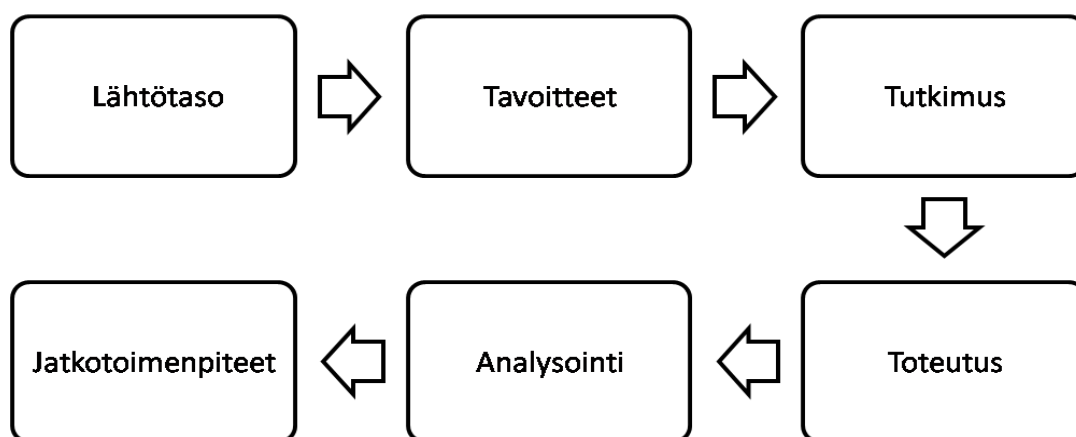 Lähtötaso
Tavoitteet
Tutkimus
Toteutus
Analysointi
Jatkotoimenpiteet